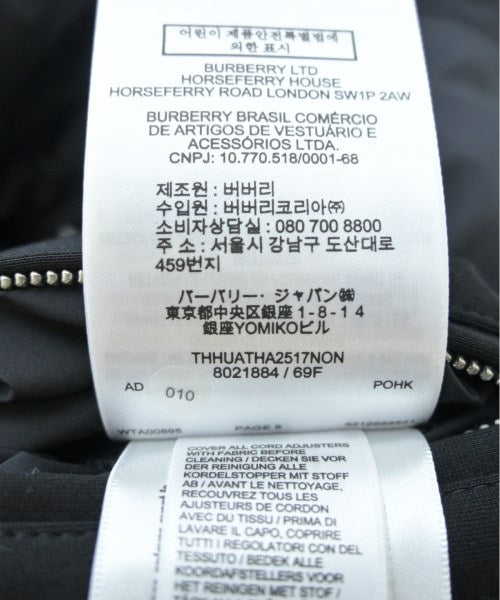 어린이 제품안전특별법에
의한 표시
BURBERRY LTD
HORSEFERRY HOUSE
HORSEFERRY ROAD LONDON SW1P 2AW
BURBERRY BRASIL COMÉRCIO
DE ARTIGOS DE VESTUÁRIO E
ACESSÓRIOS LTDA.
CNPJ: 10.770.518/0001-68
제조원 : 버버리
수입원 : 버버리코리아㈜
소비자상담실 : 080 700 8800
주 소 : 서울시 강남구 도산대로
459번지
バーバリー・ジャパン㈱
東京都中央区銀座1-8-14
銀座YOMIKOビル
THHUATHA2517NON
8021884 / 69F
AD 010 POHK
WTA00695 PAGE
COVER ALL CORD ADJUSTERS
WITH FABRIC BEFORE
CLEANING / DECKEN SIE VOR
DER REINIGUNG ALLE
KORDELSTOPPER MIT STOFF
AB / AVANT LE NETTOYAGE,
RECOUVREZ TOUS LES
AJUSTEURS DE CORDON
AVEC DU TISSU / PRIMA DI
LAVARE IL CAPO, COPRIRE
TUTTI I REGOLATORI CON DEL
TESSUTO / BEDEK ALLE
KOORDAFSTELLERS VOOR
HET REINIGEN MET STOF /